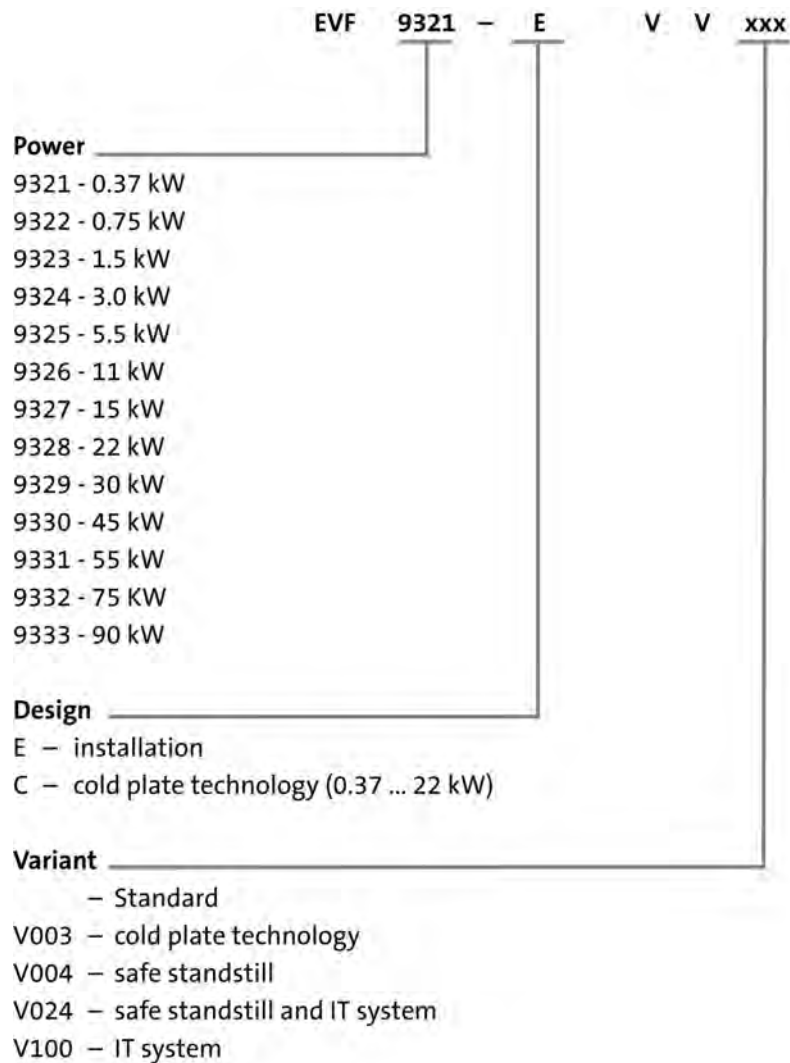 EVF 9321 – E V V xxx
Power
9321 - 0.37 kW
9322 - 0.75 kW
9323 - 1.5 kW
9324 - 3.0 kW
9325 - 5.5 kW
9326 - 11 kW
9327 - 15 kW
9328 - 22 kW
9329 - 30 kW
9330 - 45 kW
9331 - 55 kW
9332 - 75 KW
9333 - 90 kW
Design
E – installation
C – cold plate technology (0.37 ... 22 kW)
Variant
– Standard
V003 – cold plate technology
V004 – safe standstill
V024 – safe standstill and IT system
V100 – IT system